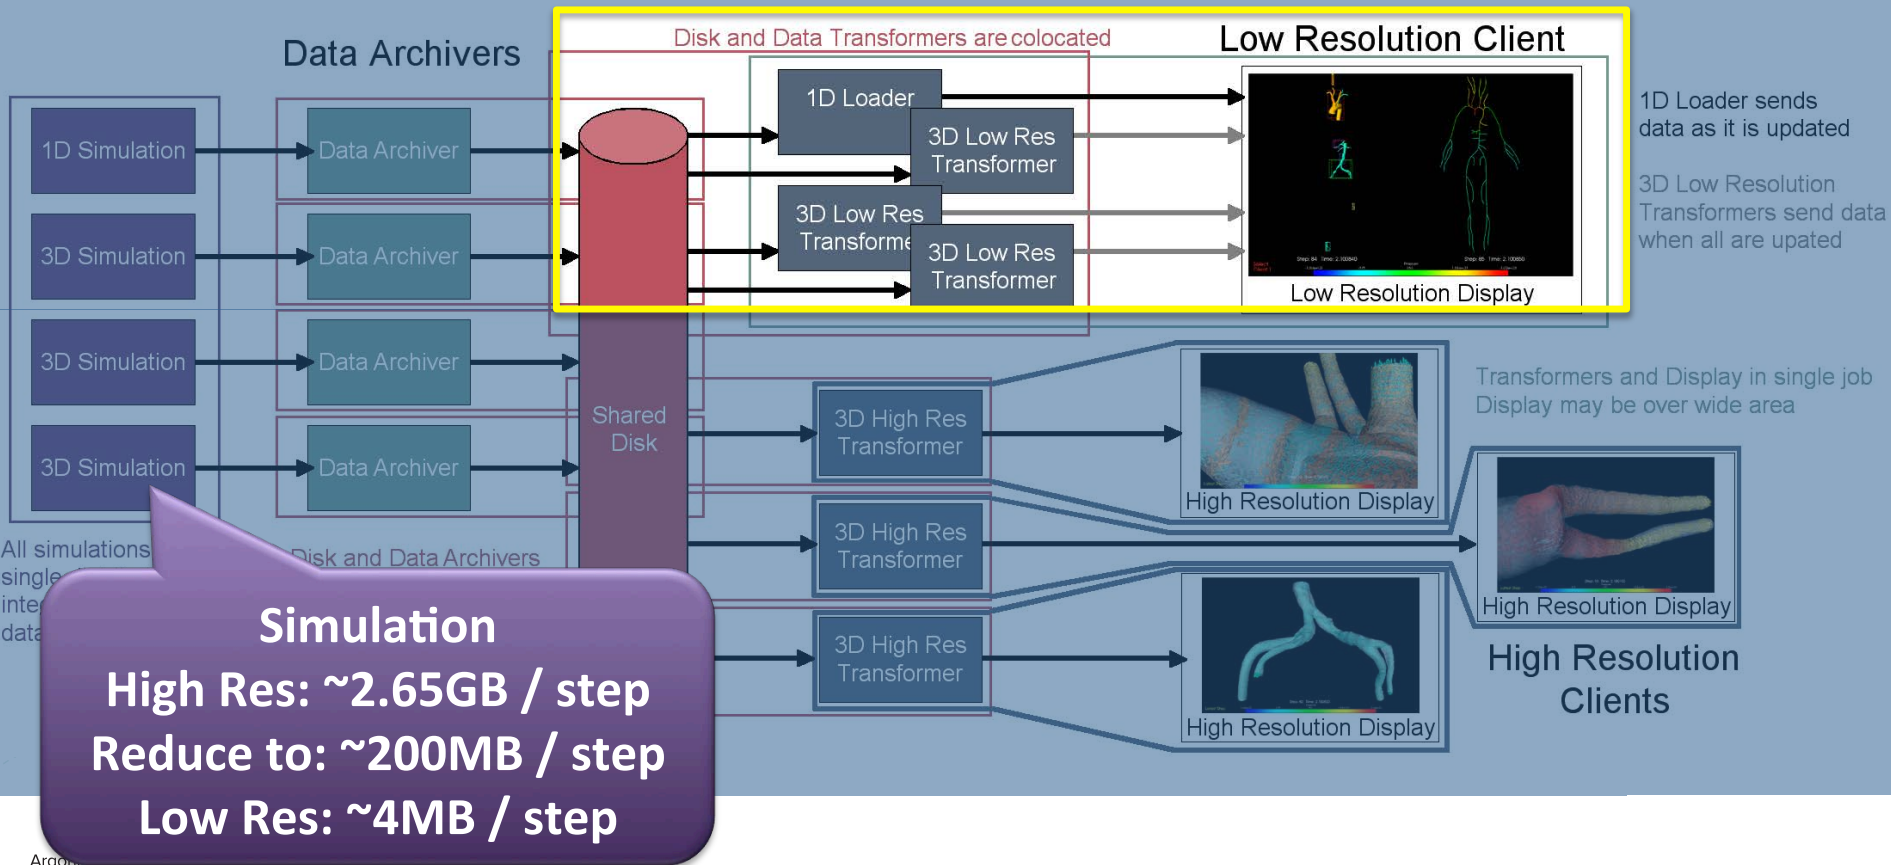 Data Archivers
Disk and Data Transformers are colocated
Low Resolution Client
1D Simulation
3D Simulation
3D Simulation
3D Simulation
Data Archiver
Data Archiver
Data Archiver
Data Archiver
Shared
Disk
1D Loader
3D Low Res
Transformer
3D Low Res
Transforme
3D Low Res
Transformer
Low Resolution Display
1D Loader sends
data as it is updated
3D Low Resolution
Transformers send data
when all are upated
Transformers and Display in single job
Display may be over wide area
3D High Res
Transformer
High Resolution Display
3D High Res
Transformer
High Resolution Display
3D High Res
Transformer
High Resolution Display
High Resolution
Clients
All simulations
single
data
Disk and Data Archivers
Simulation
High Res: ~2.65GB / step
Reduce to: ~200MB / step
Low Res: ~4MB / step